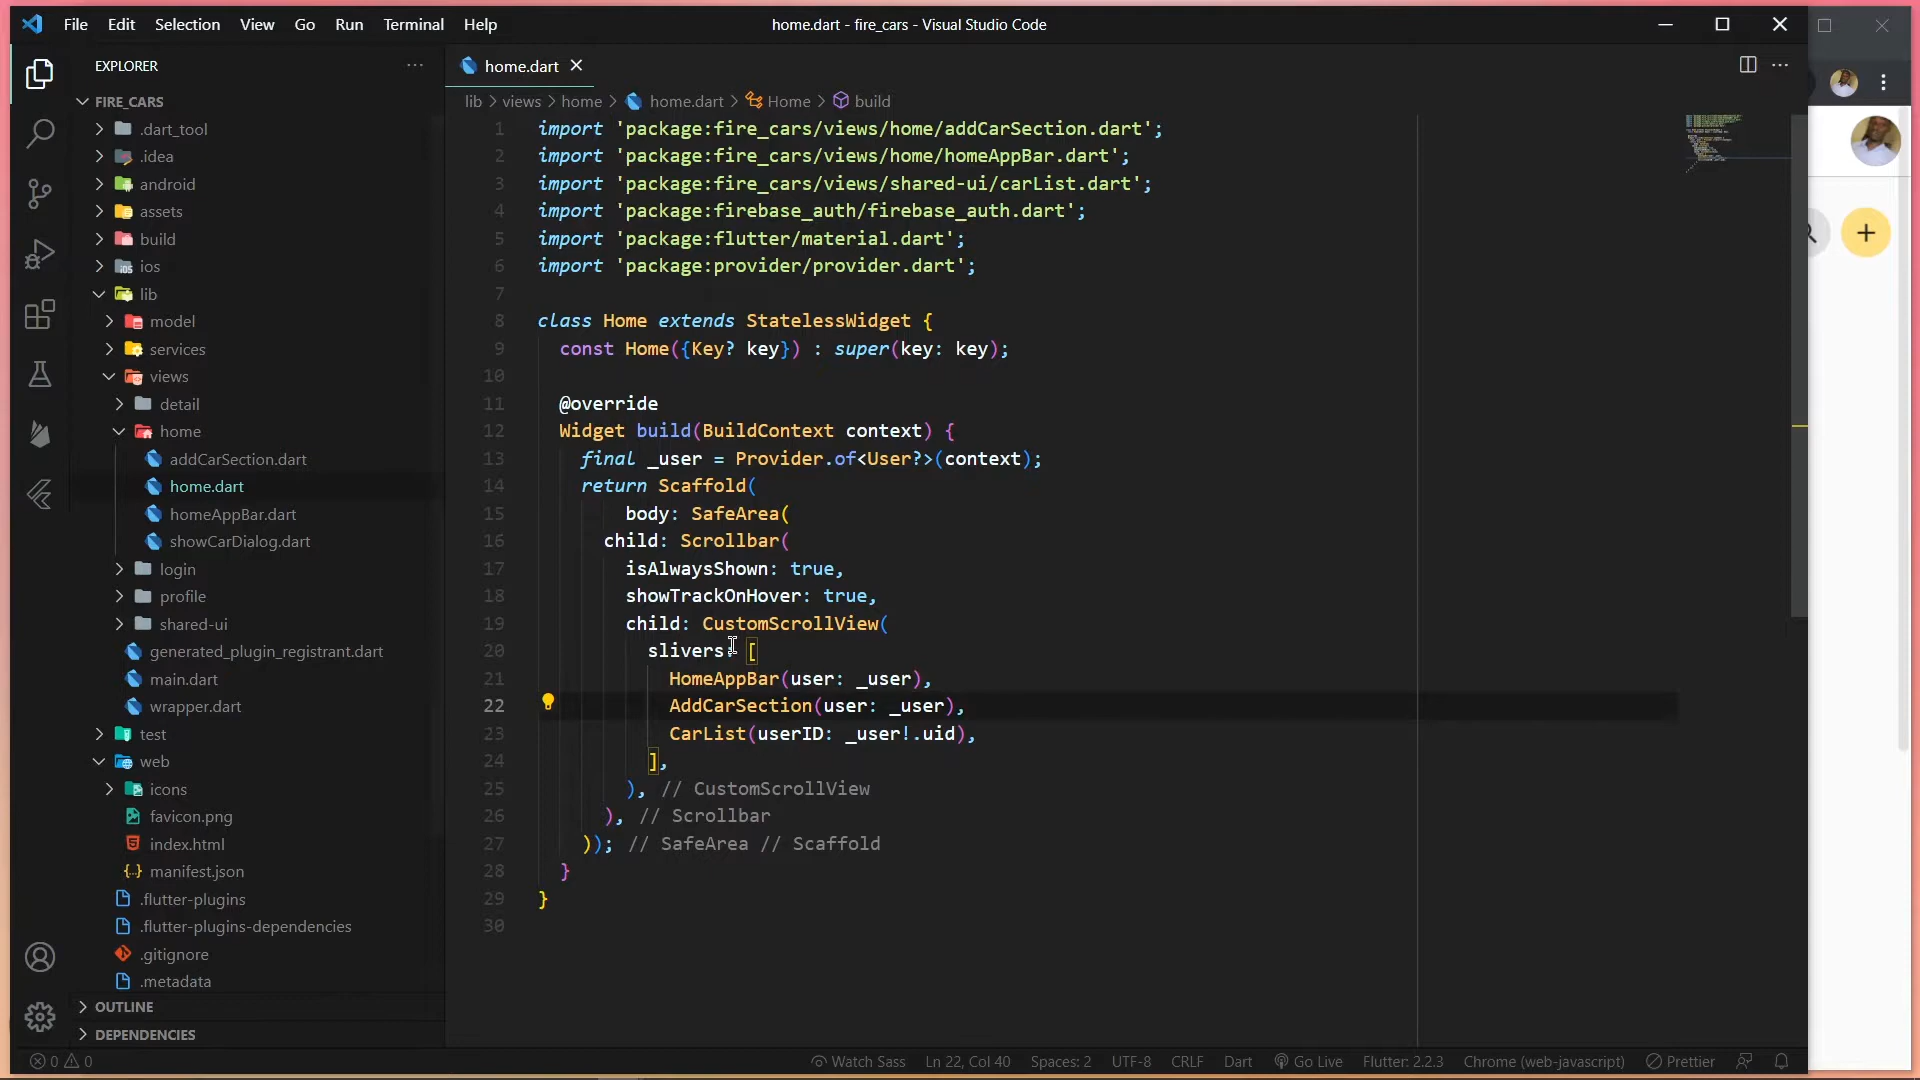 File Edit Selection View Go Run Terminal Help
home.dart - fire_cars - Visual Studio Code
EXPLORER
FIRE_CARS
.dart_tool
.idea
android
assets
build
ios
lib
model
services
views
detail
home
addCarSection.dart
home.dart
homeAppBar.dart
showCarDialog.dart
login
profile
shared-ui
generated_plugin_registrant.dart
main.dart
wrapper.dart
test
web
icons
favicon.png
index.html
manifest.json
.flutter-plugins
.flutter-plugins-dependencies
.gitignore
.metadata
OUTLINE
DEPENDENCIES
home.dart
lib > views > home > home.dart > Home > build
1 import 'package:fire_cars/views/home/addCarSection.dart';
2 import 'package:fire_cars/views/home/homeAppBar.dart';
3 import 'package:fire_cars/views/shared-ui/carList.dart';
4 import 'package:firebase_auth/firebase_auth.dart';
5 import 'package:flutter/material.dart';
6 import 'package:provider/provider.dart';
7
8 class Home extends StatelessWidget {
9 const Home({Key? key}) : super(key: key);
10
11 @override
12 Widget build(BuildContext context) {
13 final _user = Provider.of<User?>(context);
14 return Scaffold(
15 body: SafeArea(
16 child: Scrollbar(
17 isAlwaysShown: true,
18 showTrackOnHover: true,
19 child: CustomScrollView(
20 slivers: [
21 HomeAppBar(user: _user),
22 AddCarSection(user: _user),
23 CarList(userID: _user!.uid),
24 ],
25 ), // CustomScrollView
26 ), // Scrollbar
27 )); // SafeArea // Scaffold
28 }
29 }
30
0 0 Watch Sass Ln 22, Col 40 Spaces: 2 UTF-8 CRLF Dart Go Live Flutter: 2.2.3 Chrome (web-javascript) Prettier